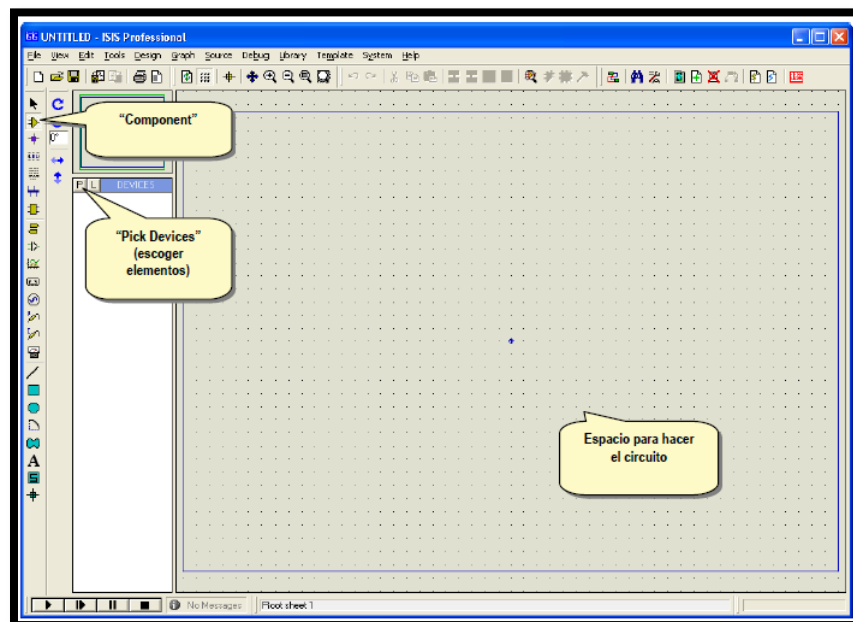 UNTITLED - ISIS Professional
File View Edit Tools Design Graph Source Debug Library Template System Help
“Component”
0°
P L DEVICES
“Pick Devices”
(escoger
elementos)
Espacio para hacer
el circuito
A
No Messages Root sheet 1